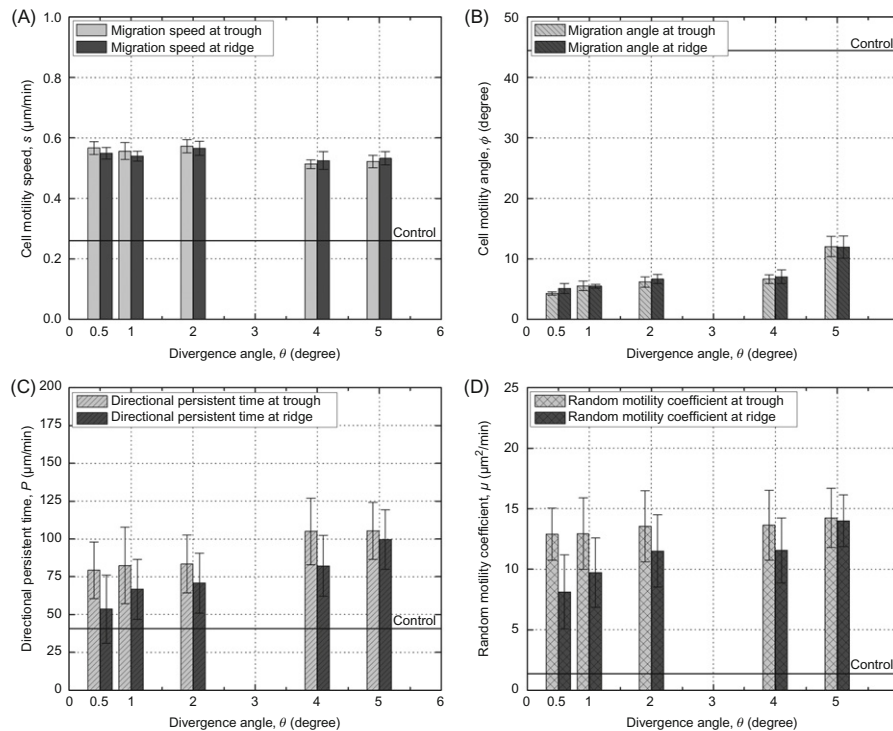 (A)
1.0
Migration speed at trough
Migration speed at ridge
0.8
0.6
0.4
0.2
0.0
Control
Cell motility speed, s (μm/min)
0 0.5 1 2 3 4 5 6
Divergence angle, θ (degree)
(B)
50
Migration angle at trough
Migration angle at ridge
Control
40
30
20
10
0
Cell motility angle, ϕ (degree)
0 0.5 1 2 3 4 5
Divergence angle, θ (degree)
(C)
200
Directional persistent time at trough
Directional persistent time at ridge
175
150
125
100
75
50
25
0
Control
Directional persistent time, P (μm/min)
0 0.5 1 2 3 4 5 6
Divergence angle, θ (degree)
(D)
25
Random motility coefficient at trough
Random motility coefficient at ridge
20
15
10
5
0
Control
Random motility coefficient, μ (μm²/min)
0 0.5 1 2 3 4 5
Divergence angle, θ (degree)